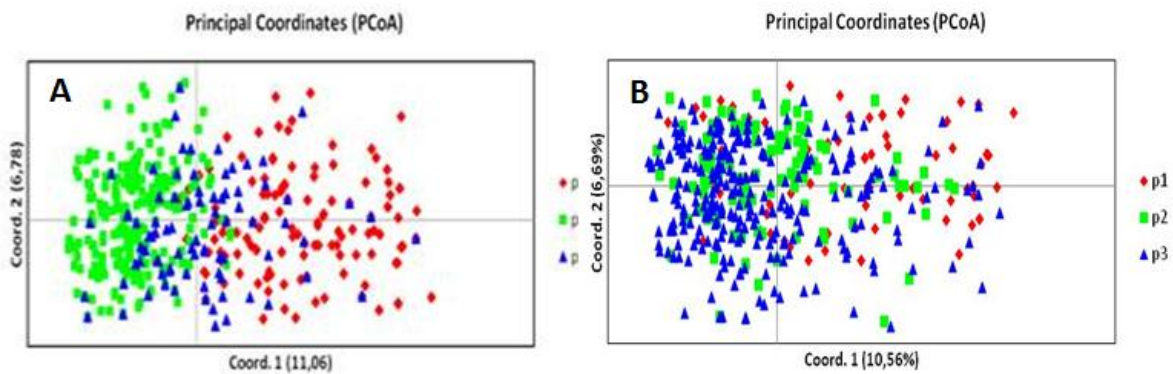 Principal Coordinates (PCoA)
A
Coord. 2 (6,78)
p
p
p
Coord. 1 (11,06)
Principal Coordinates (PCoA)
B
Coord. 2 (6,69%)
p1
p2
p3
Coord. 1 (10,56%)